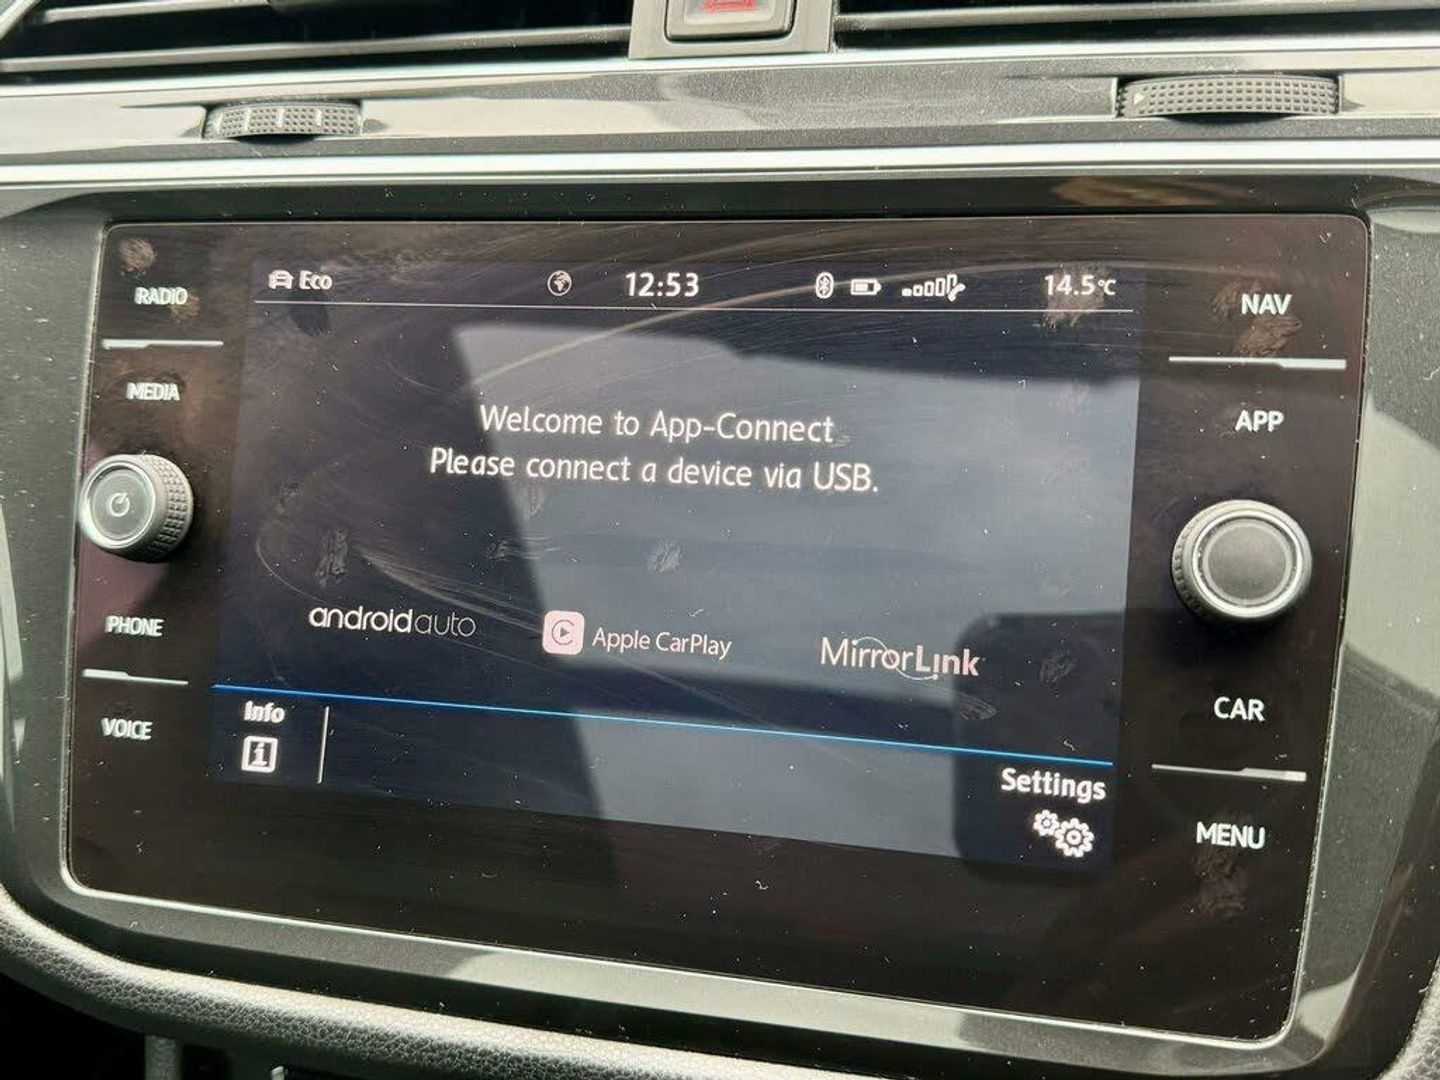 Eco 12:53 14.5°C
RADIO
MEDIA
PHONE
VOICE
Welcome to App-Connect
Please connect a device via USB.
androidauto Apple CarPlay MirrorLink
Info
Settings
NAV
APP
CAR
MENU